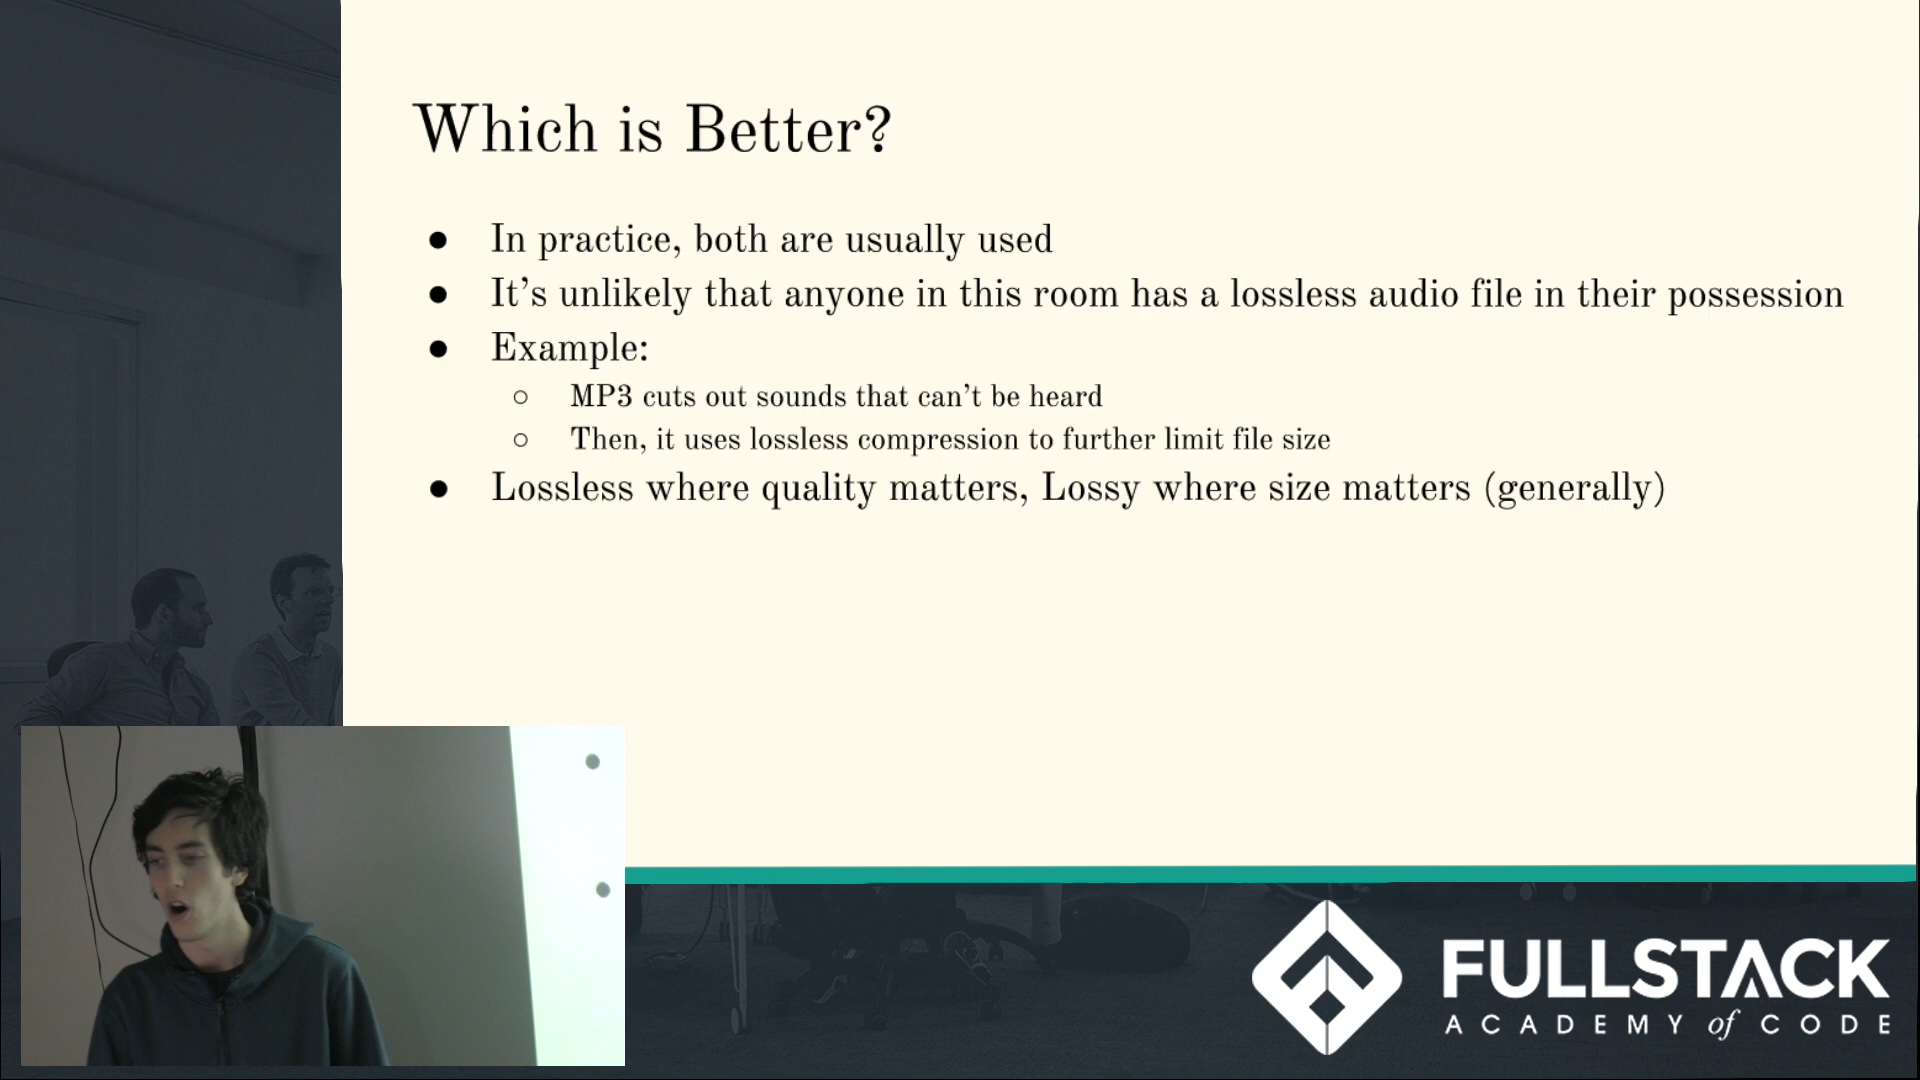 Which is Better?
● In practice, both are usually used
● It's unlikely that anyone in this room has a lossless audio file in their possession
● Example:
○ MP3 cuts out sounds that can't be heard
○ Then, it uses lossless compression to further limit file size
● Lossless where quality matters, Lossy where size matters (generally)
FULLSTACK
ACADEMY of CODE